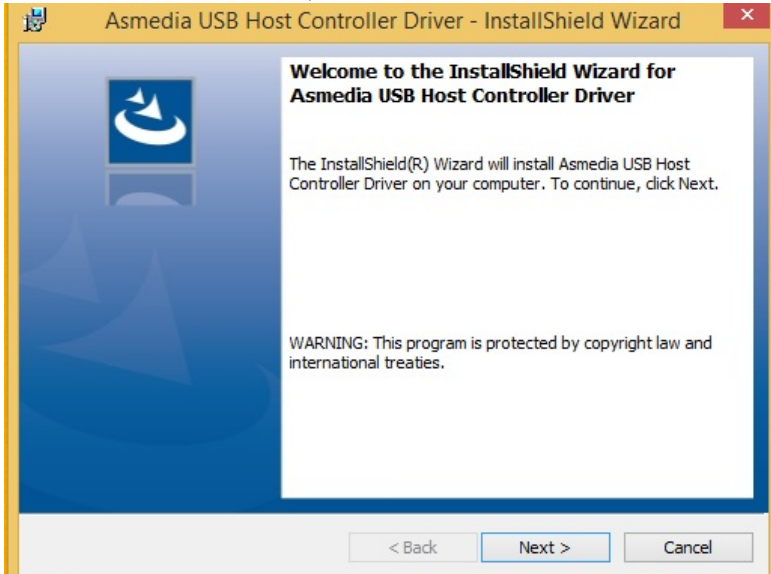 Asmedia USB Host Controller Driver - InstallShield Wizard
Welcome to the InstallShield Wizard for
Asmedia USB Host Controller Driver
The InstallShield(R) Wizard will install Asmedia USB Host
Controller Driver on your computer. To continue, click Next.
WARNING: This program is protected by copyright law and
international treaties.
< Back
Next >
Cancel